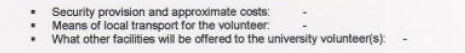 ▪ Security provision and approximate costs: -
▪ Means of local transport for the volunteer: -
▪ What other facilities will be offered to the university volunteer(s): -